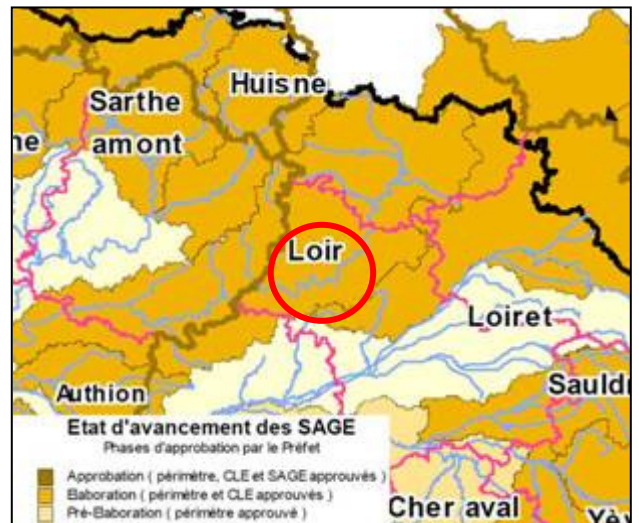 Huisne
Sarthe
amont
ne
Loir
Loiret
Sauldr
Authion
Etat d'avancement des SAGE
Phases d'approbation par le Préfet
Approbation ( périmètre, CLE et SAGE approuvés )
Elaboration ( périmètre et CLE approuvés )
Pré-Elaboration ( périmètre approuvé )
Cher aval
Yè